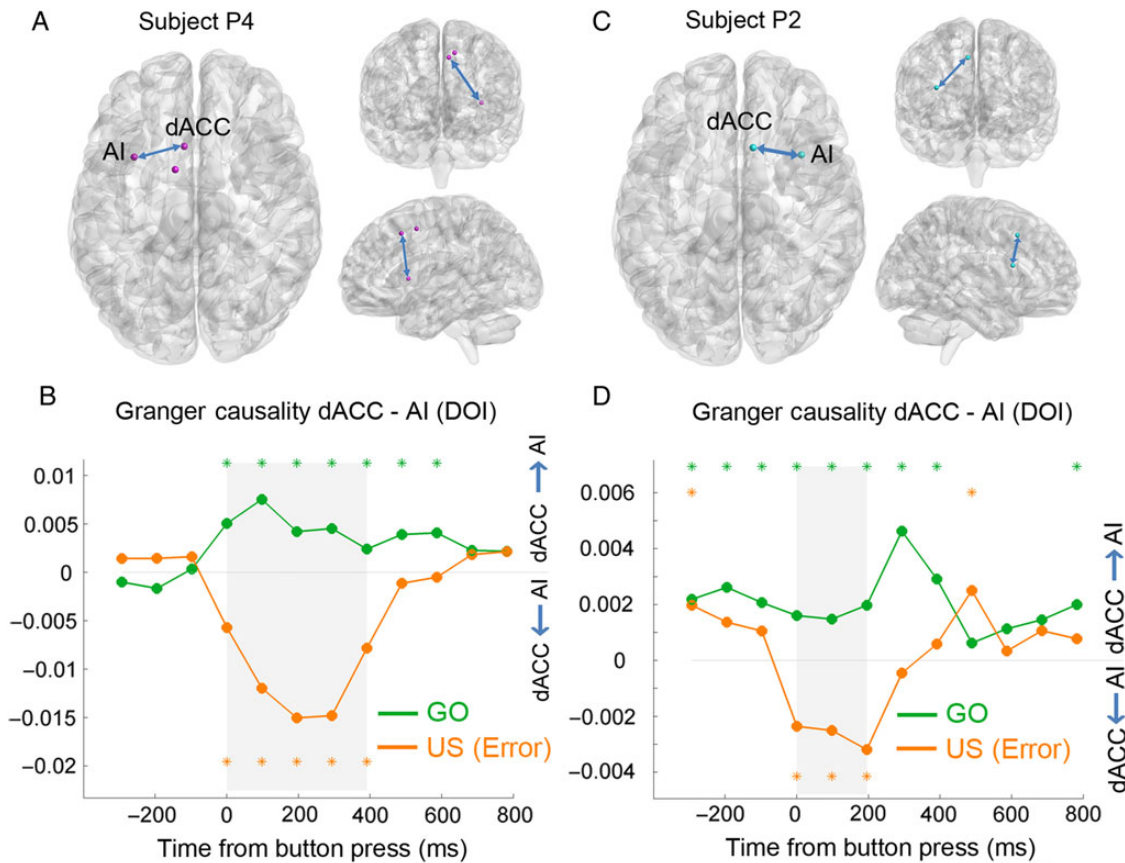 A
Subject P4
dACC
AI
C
Subject P2
dACC
AI
B
Granger causality dACC - AI (DOI)
0.01
0.005
0
−0.005
−0.01
−0.015
−0.02
GO
US (Error)
−200
0
200
400
600
800
Time from button press (ms)
dACC → AI
dACC ← AI
D
Granger causality dACC - AI (DOI)
0.006
0.004
0.002
0
−0.002
−0.004
GO
US (Error)
−200
0
200
400
600
800
Time from button press (ms)
dACC → AI
dACC ← AI